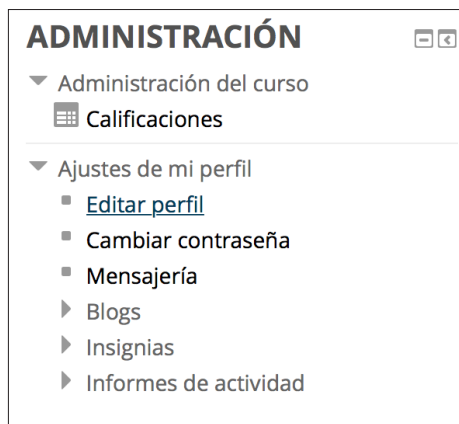 ADMINISTRACIÓN
Administración del curso
Calificaciones
Ajustes de mi perfil
Editar perfil
Cambiar contraseña
Mensajería
Blogs
Insignias
Informes de actividad